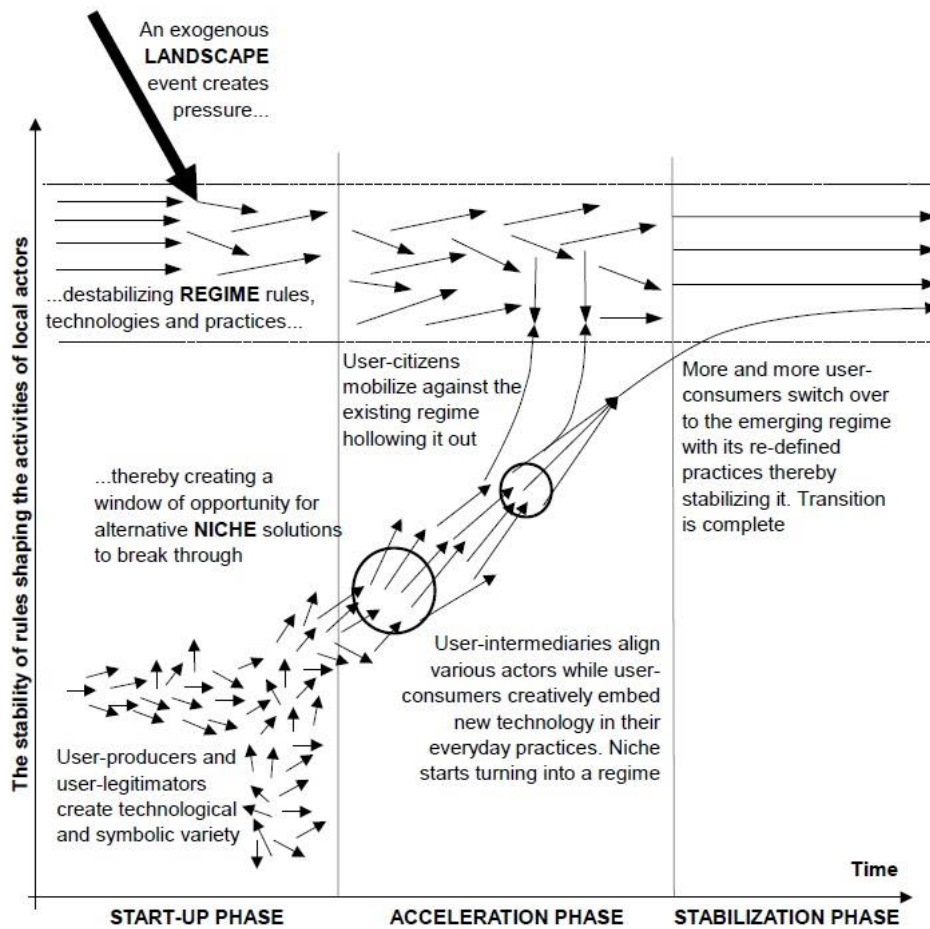 An exogenous
LANDSCAPE
event creates
pressure...
The stability of rules shaping the activities of local actors
...destabilizing REGIME rules,
technologies and practices...
...thereby creating a
window of opportunity for
alternative NICHE solutions
to break through
User-producers and
user-legitimators
create technological
and symbolic variety
User-citizens
mobilize against the
existing regime
hollowing it out
User-intermediaries align
various actors while user-
consumers creatively embed
new technology in their
everyday practices. Niche
starts turning into a regime
More and more user-
consumers switch over
to the emerging regime
with its re-defined
practices thereby
stabilizing it. Transition
is complete
Time
START-UP PHASE
ACCELERATION PHASE
STABILIZATION PHASE